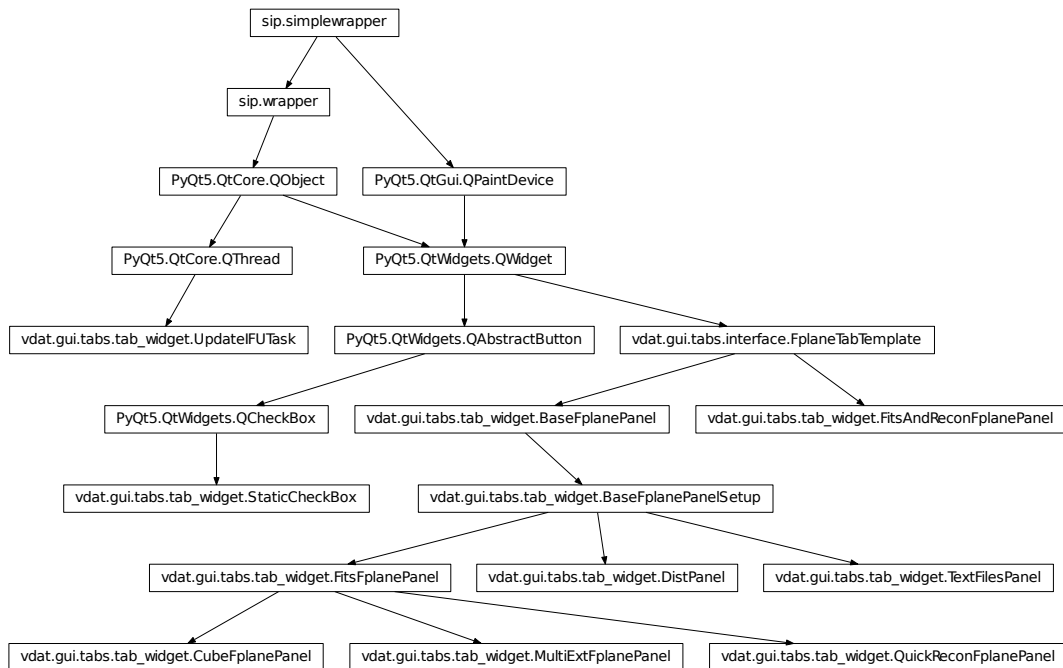 sip.simplewrapper
sip.wrapper
PyQt5.QtCore.QObject
PyQt5.QtGui.QPaintDevice
PyQt5.QtCore.QThread
PyQt5.QtWidgets.QWidget
vdat.gui.tabs.tab_widget.UpdateIFUTask
PyQt5.QtWidgets.QAbstractButton
vdat.gui.tabs.interface.FplaneTabTemplate
PyQt5.QtWidgets.QCheckBox
vdat.gui.tabs.tab_widget.BaseFplanePanel
vdat.gui.tabs.tab_widget.FitsAndReconFplanePanel
vdat.gui.tabs.tab_widget.StaticCheckBox
vdat.gui.tabs.tab_widget.BaseFplanePanelSetup
vdat.gui.tabs.tab_widget.FitsFplanePanel
vdat.gui.tabs.tab_widget.DistPanel
vdat.gui.tabs.tab_widget.TextFilesPanel
vdat.gui.tabs.tab_widget.CubeFplanePanel
vdat.gui.tabs.tab_widget.MultiExtFplanePanel
vdat.gui.tabs.tab_widget.QuickReconFplanePanel